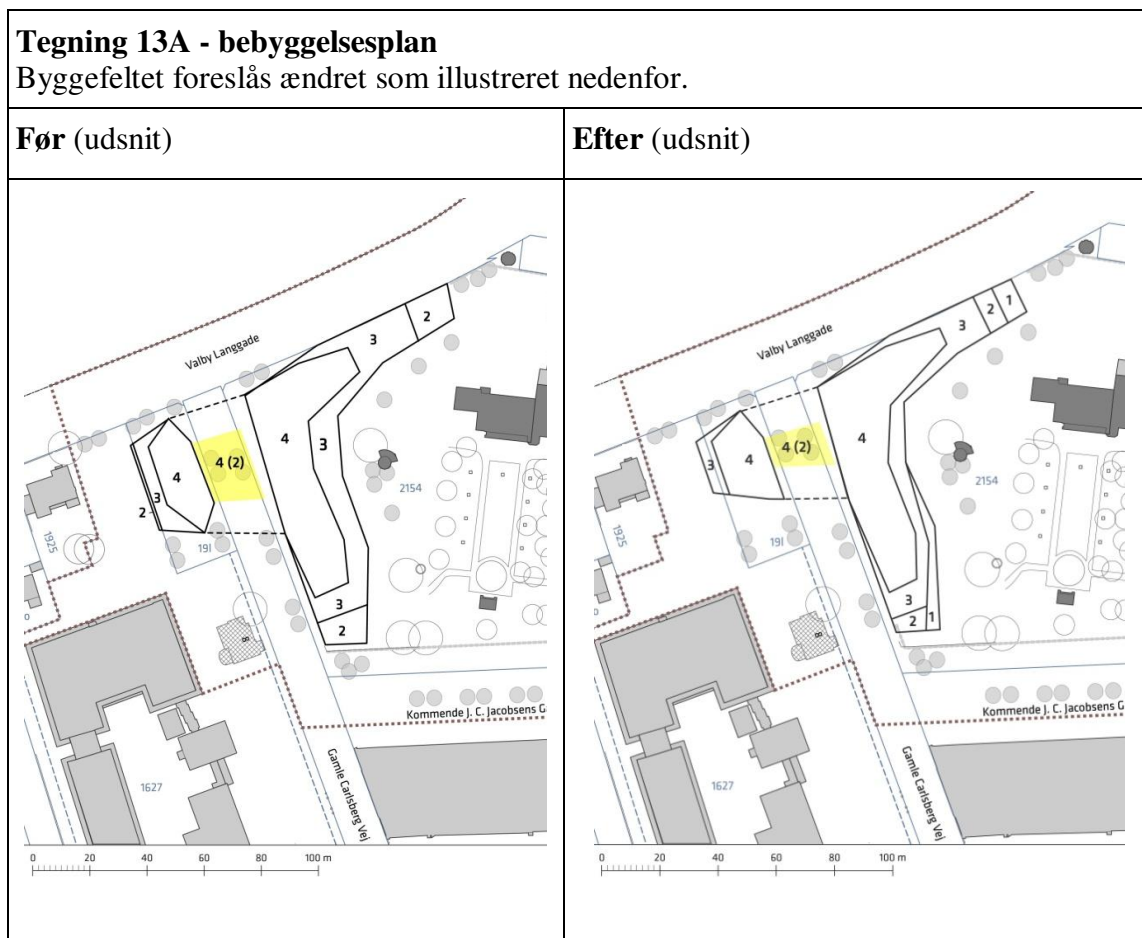 Tegning 13A - bebyggelsesplan
Byggefeltet foreslås ændret som illustreret nedenfor.
Før (udsnit)
Efter (udsnit)
Valby Langgade
2
3
4
3
4 (2)
4
3
2
2154
1925
19I
3
2
B
Kommende J. C. Jacobsens G
Gamle Carlsberg Vej
1627
0 20 40 60 80 100 m
Valby Langgade
1
2
3
4
4 (2)
4
3
2154
1925
19I
3
2
1
B
Kommende J. C. Jacobsens G
Gamle Carlsberg Vej
1627
0 20 40 60 80 100 m